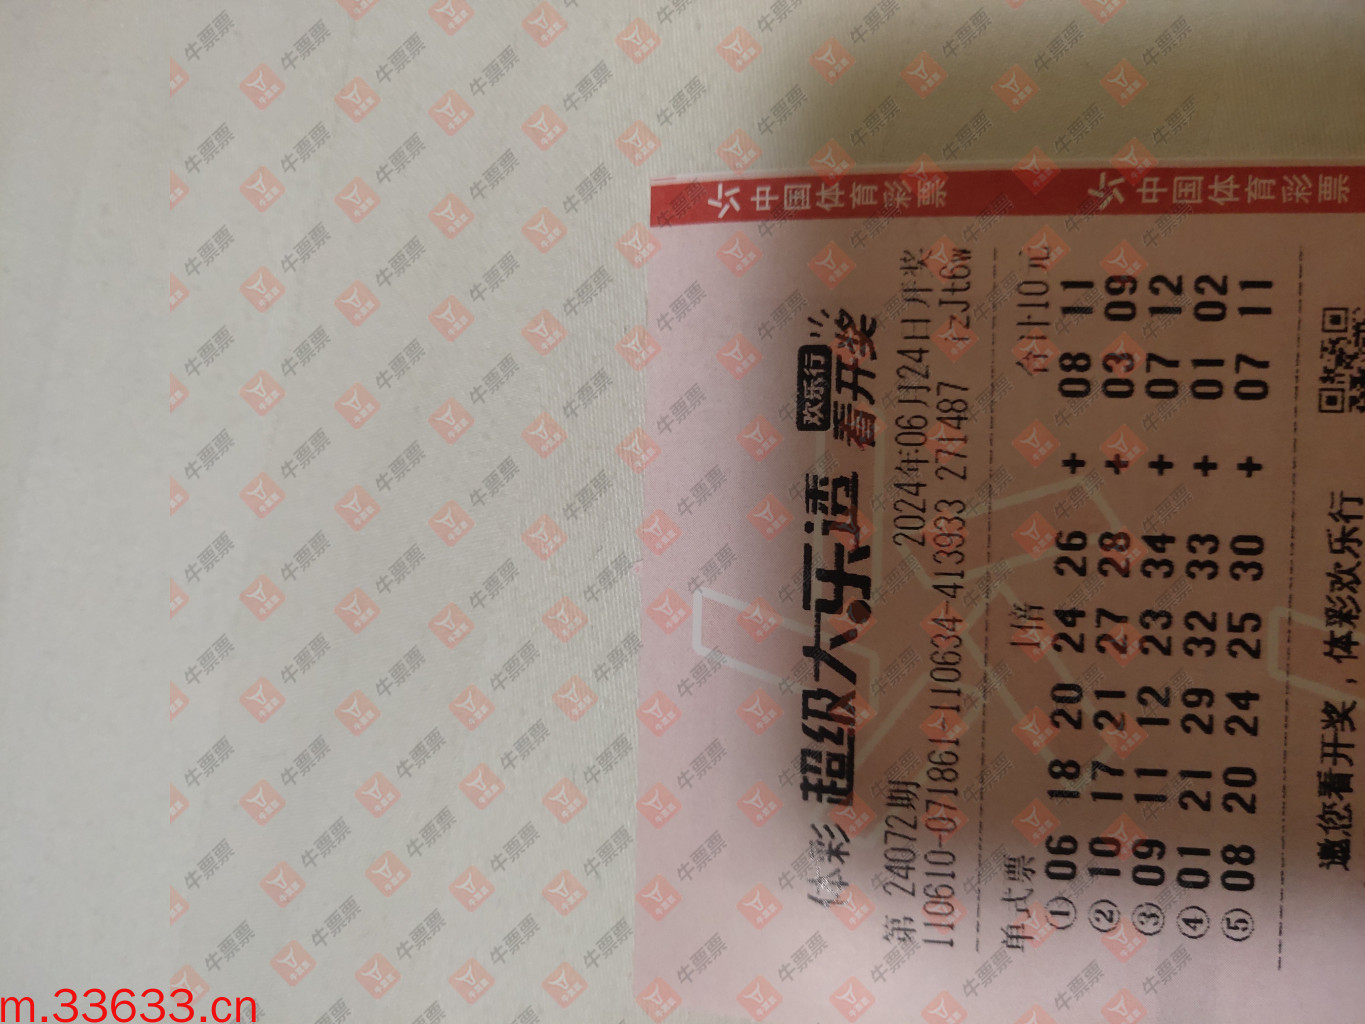 中国体育彩票 中国体育彩票
体彩 超级大乐透 欢乐行 看开奖
第 24072期 2024年06月24日开奖
110610-071861-110634-413933 271487
单式票 1倍 合计10元
① 06 18 20 24 26 + 08 11
② 10 17 21 27 28 + 03 09
③ 09 11 12 23 34 + 07 12
④ 01 21 29 32 33 + 01 02
⑤ 08 20 24 25 30 + 07 11
邀您看开奖，体彩欢乐行
牛票票
m.33633.cn